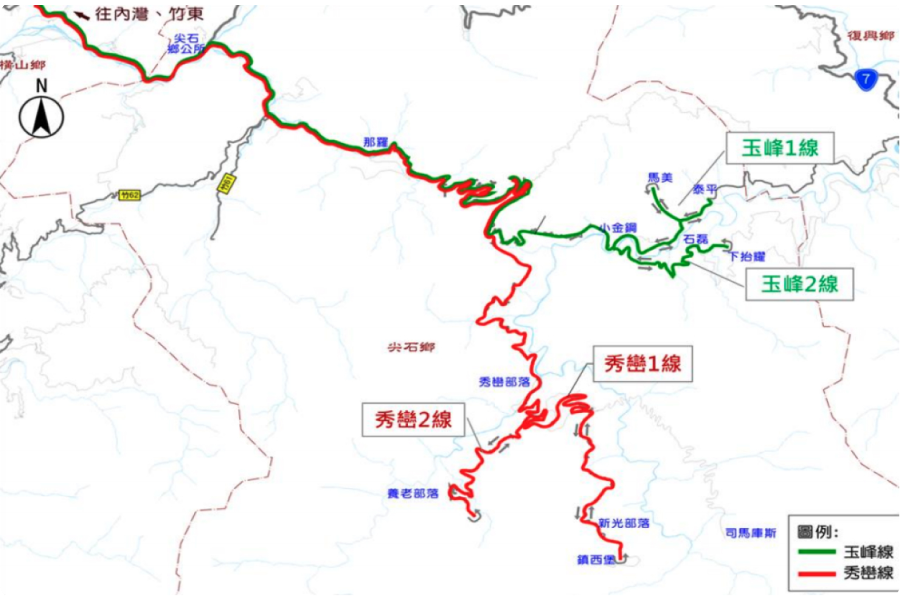 往內灣、竹東
尖石
鄉公所
橫山鄉
復興鄉
7
N
那羅
竹62
竹61
玉峰1線
馬美
泰平
小金鋼
石磊
下抬耀
玉峰2線
尖石鄉
秀巒部落
秀巒1線
秀巒2線
養老部落
新光部落
司馬庫斯
鎮西堡
圖例:
玉峰線
秀巒線